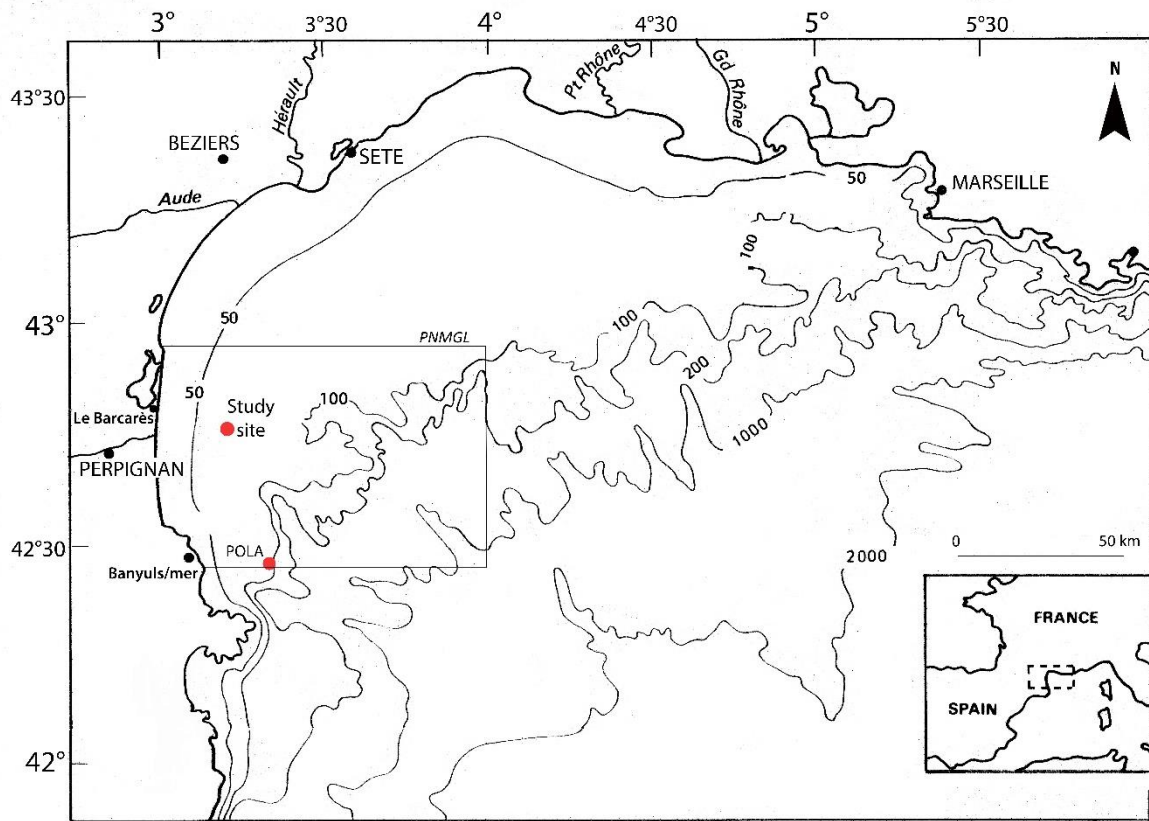 3° 3°30 4° 4°30 5° 5°30
43°30
43°
42°30
42°
Hérault
Pt Rhône
Gd Rhône
N
BEZIERS
SETE
Aude
MARSEILLE
50
50
50
100
100
100
200
1000
2000
PNMGL
Le Barcarès
Study
site
PERPIGNAN
POLA
Banyuls/mer
0 50 km
FRANCE
SPAIN